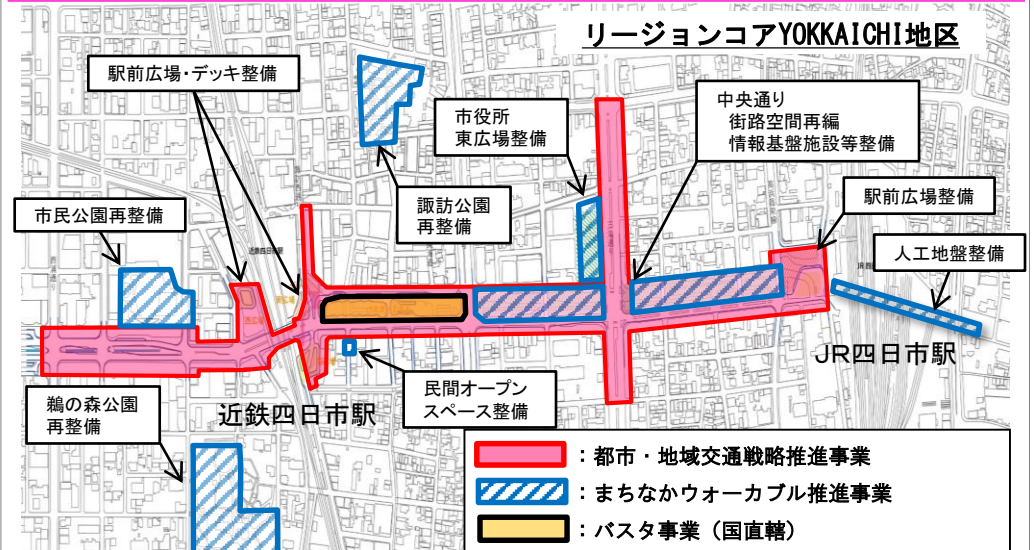 リージョンコアYOKKAICHI地区
駅前広場・デッキ整備
市役所
東広場整備
中央通り
街路空間再編
情報基盤施設等整備
諏訪公園
再整備
駅前広場整備
市民公園再整備
人工地盤整備
JR四日市駅
民間オープン
スペース整備
鵜の森公園
再整備
近鉄四日市駅
：都市・地域交通戦略推進事業
：まちなかウォーカブル推進事業
：バスタ事業（国直轄）